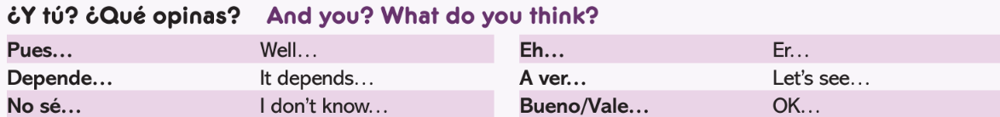 ¿Y tú? ¿Qué opinas? And you? What do you think?
Pues… Well… Eh… Er…
Depende… It depends… A ver… Let's see…
No sé… I don't know… Bueno/Vale… OK…